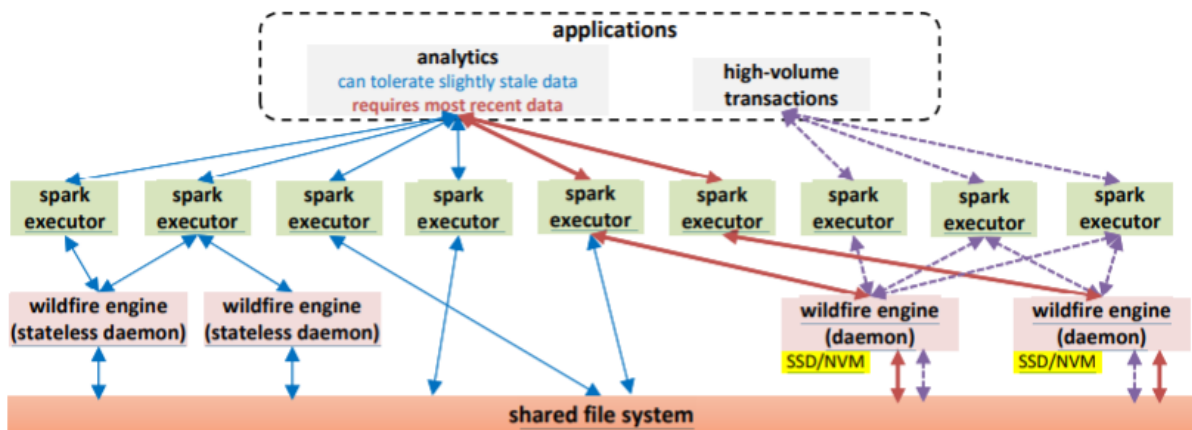 applications
analytics
can tolerate slightly stale data
requires most recent data
high-volume
transactions
spark
executor
spark
executor
spark
executor
spark
executor
spark
executor
spark
executor
spark
executor
spark
executor
spark
executor
wildfire engine
(stateless daemon)
wildfire engine
(stateless daemon)
wildfire engine
(daemon)
SSD/NVM
wildfire engine
(daemon)
SSD/NVM
shared file system